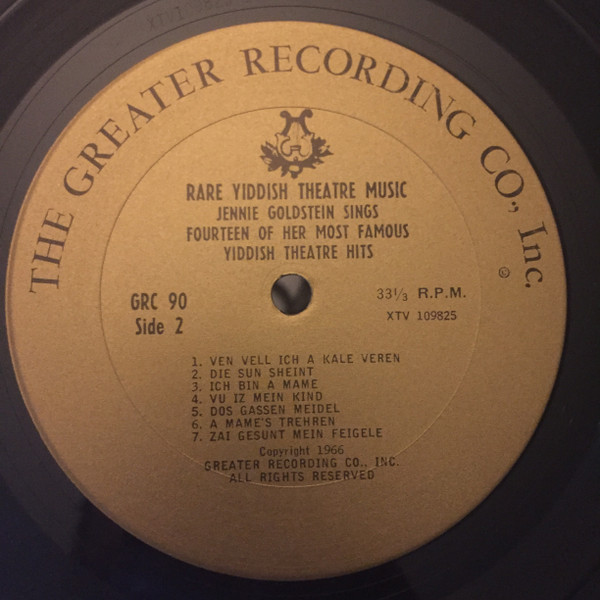 THE GREATER RECORDING CO., Inc.
RARE YIDDISH THEATRE MUSIC
JENNIE GOLDSTEIN SINGS
FOURTEEN OF HER MOST FAMOUS
YIDDISH THEATRE HITS
GRC 90
Side 2
33⅓ R.P.M.
XTV 109825
1. VEN VELL ICH A KALE VEREN
2. DIE SUN SHEINT
3. ICH BIN A MAME
4. VU IZ MEIN KIND
5. DOS GASSEN MEIDEL
6. A MAME'S TREHREN
7. ZAI GESUNT MEIN FEIGELE
Copyright 1966
GREATER RECORDING CO., INC.
ALL RIGHTS RESERVED